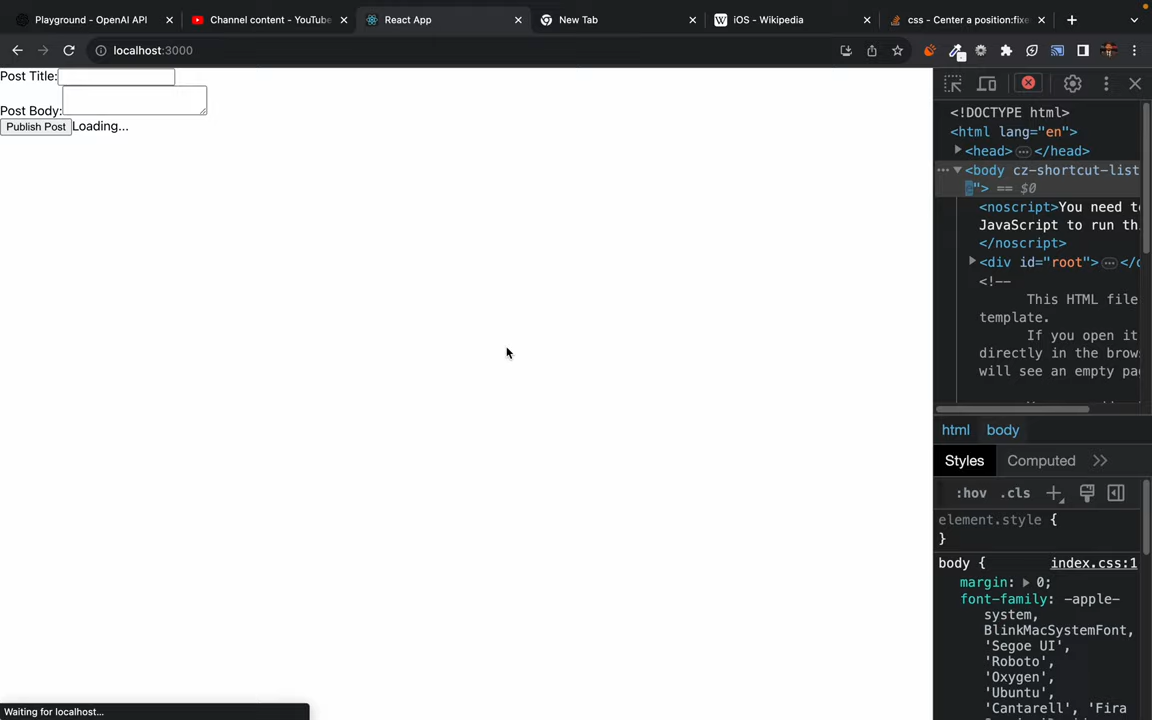 Playground - OpenAI API
Channel content - YouTube
React App
New Tab
iOS - Wikipedia
css - Center a position:fixe
localhost:3000
Post Title:
Post Body:
Publish Post Loading...
<!DOCTYPE html>
<html lang="en">
<head> </head>
<body cz-shortcut-list
"> == $0
<noscript>You need to
JavaScript to run thi
</noscript>
<div id="root"> </d
<!--
This HTML file
template.
If you open it
directly in the brow
will see an empty pa
html body
Styles Computed
:hov .cls
element.style {
}
body { index.css:1
margin: 0;
font-family: -apple-
system,
BlinkMacSystemFont,
'Segoe UI',
'Roboto',
'Oxygen',
'Ubuntu',
'Cantarell', 'Fira
Waiting for localhost...